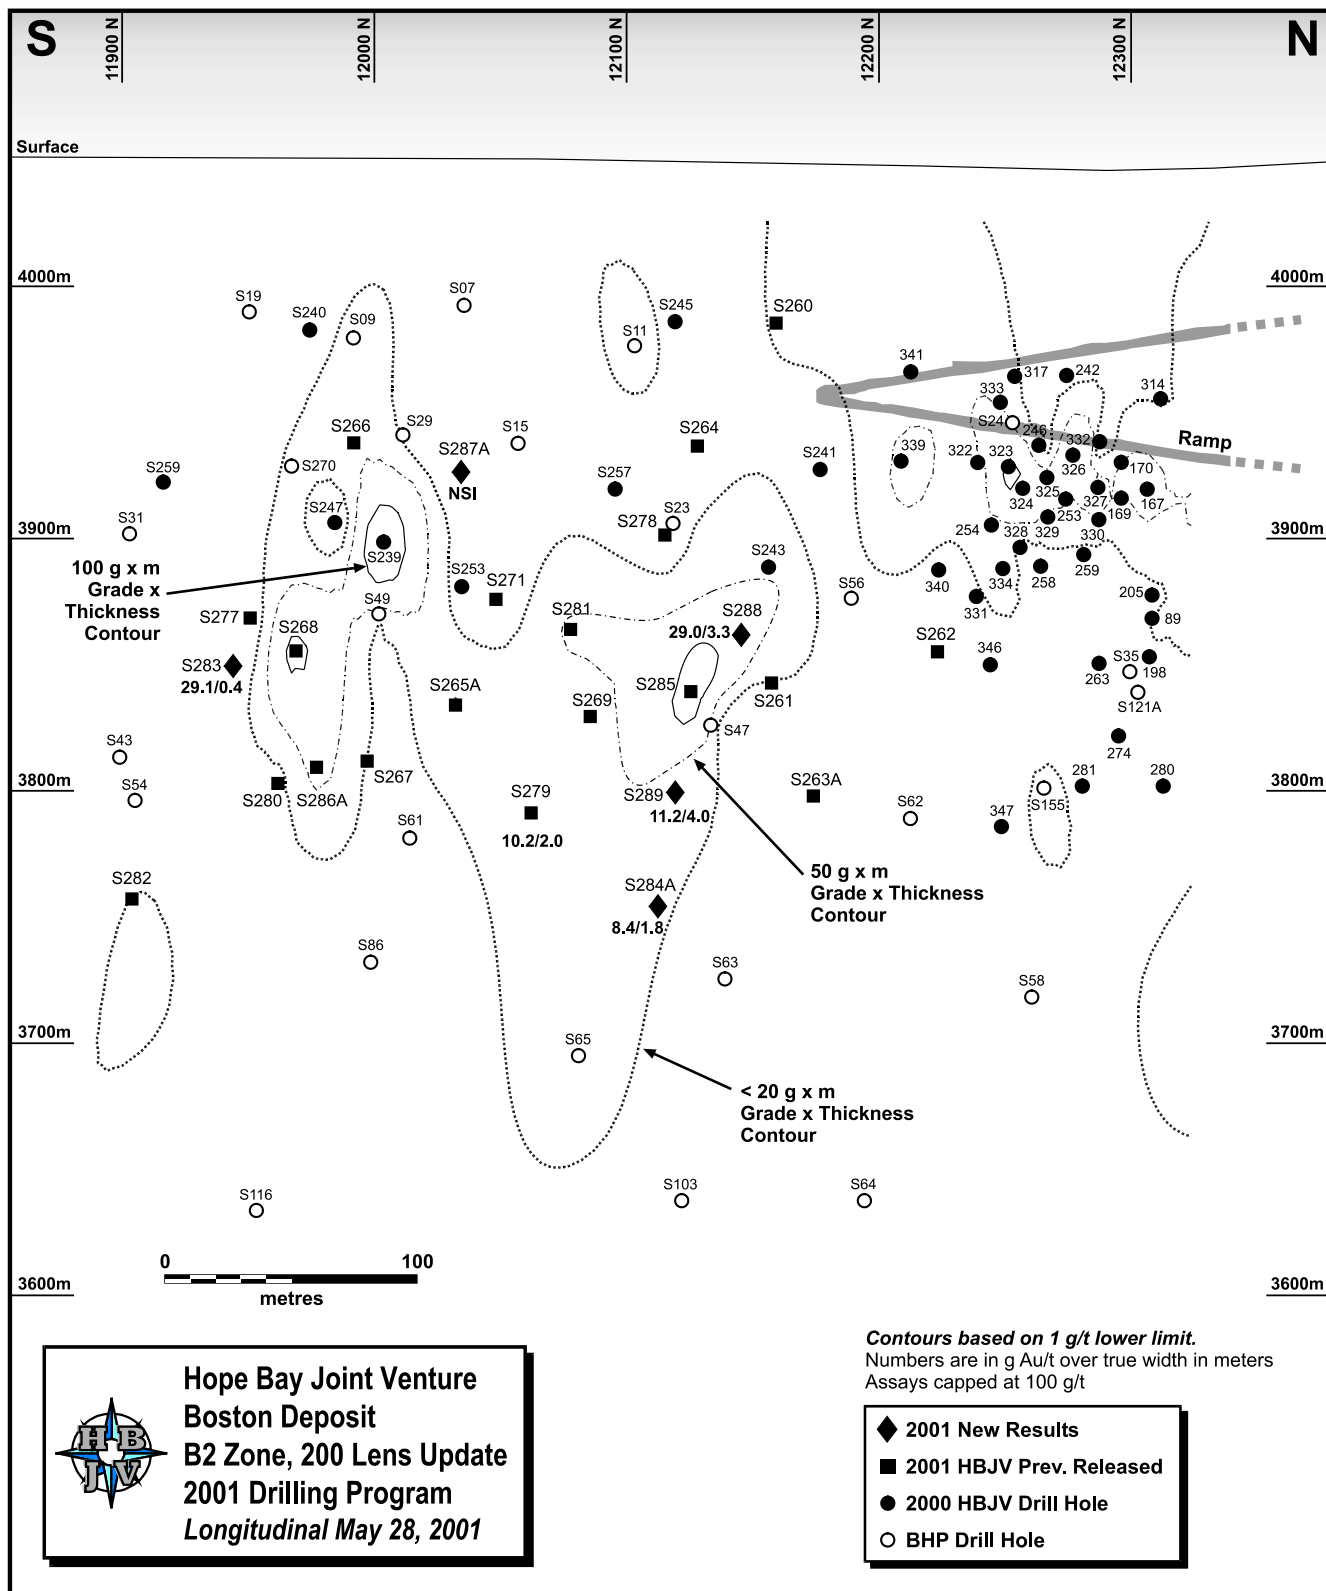 S
N
11900 N
12000 N
12100 N
12200 N
12300 N
Surface
4000m
4000m
S19
S240
S09
S07
S11
S245
S260
341
317
242
333
314
S24
S266
S29
S287A
NSI
S15
S264
246
332
Ramp
S259
S270
S257
S241
339
322
323
326
170
S247
S31
S278
S23
325
324
327
253
169
167
3900m
3900m
S239
254
328
329
330
100 g x m
Grade x
Thickness
Contour
S253
S271
S243
S56
340
334
258
259
331
205
89
S49
S277
S268
S281
S288
29.0/3.3
S262
346
S35
263
198
S283
29.1/0.4
S265A
S285
S269
S261
S121A
S47
274
S43
S54
3800m
3800m
S280
S286A
S267
S279
10.2/2.0
S289
11.2/4.0
S263A
S62
281
280
S155
347
S61
S282
S284A
8.4/1.8
50 g x m
Grade x Thickness
Contour
S86
S63
S58
3700m
3700m
S65
< 20 g x m
Grade x Thickness
Contour
S116
S103
S64
0
100
metres
3600m
3600m
Hope Bay Joint Venture
Boston Deposit
B2 Zone, 200 Lens Update
2001 Drilling Program
Longitudinal May 28, 2001
H B
J V
Contours based on 1 g/t lower limit.
Numbers are in g Au/t over true width in meters
Assays capped at 100 g/t
2001 New Results
2001 HBJV Prev. Released
2000 HBJV Drill Hole
BHP Drill Hole